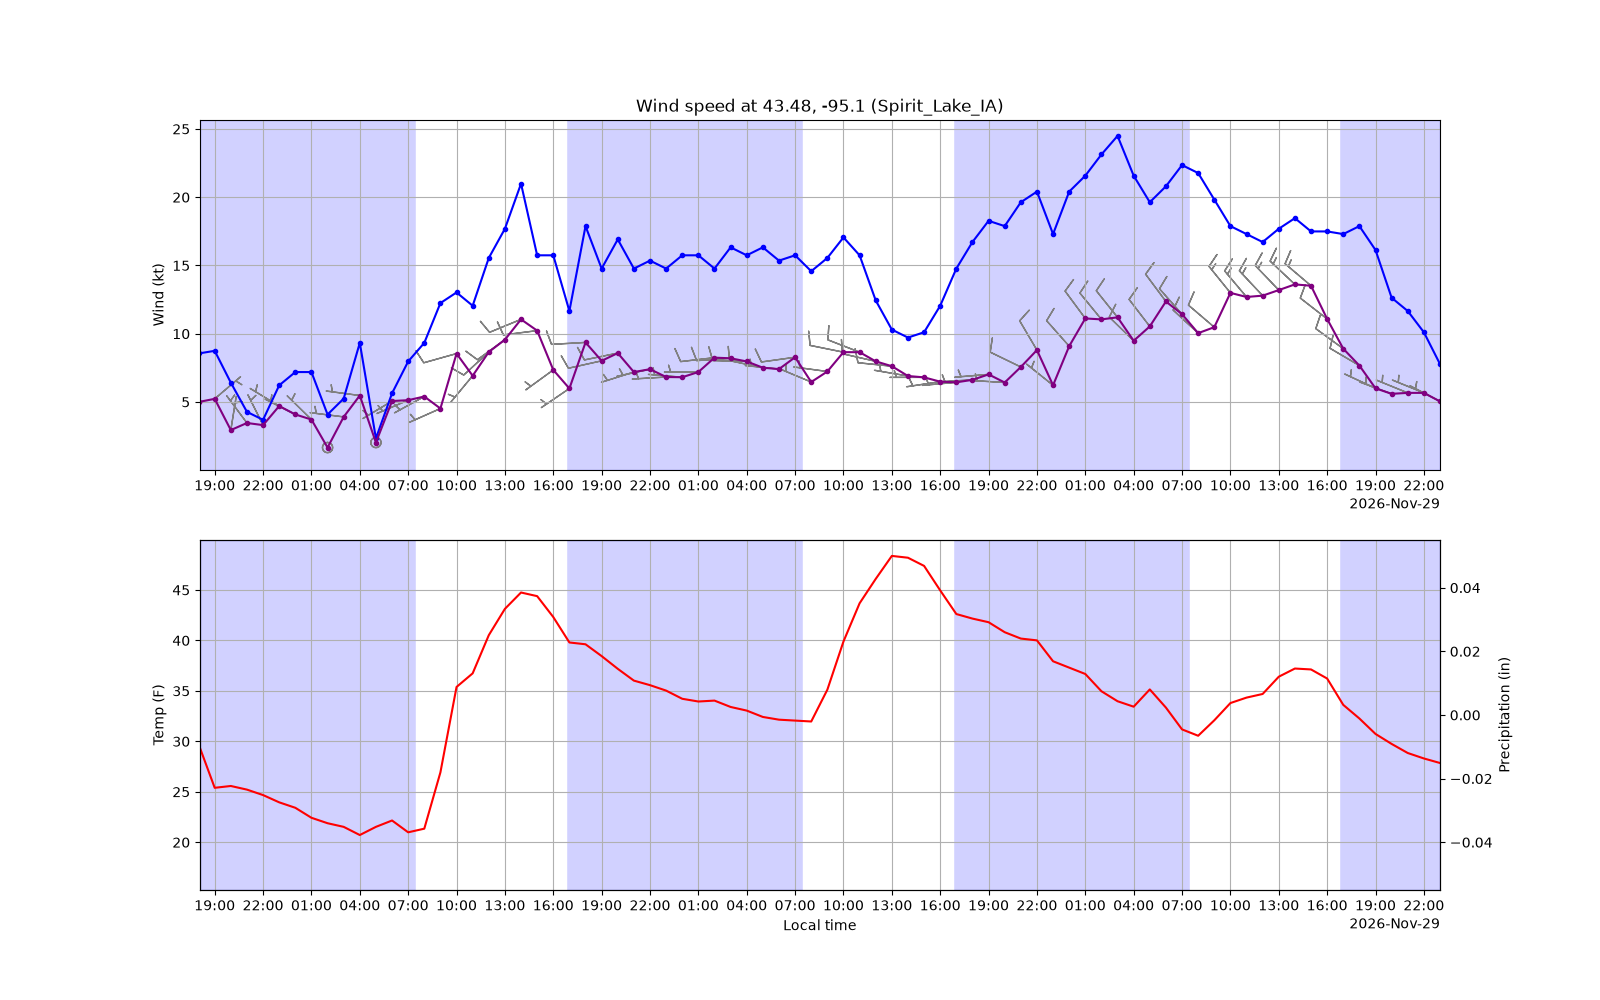 Wind speed at 43.48, -95.1 (Spirit_Lake_IA)
25
20
15
10
5
Wind (kt)
19:00 22:00 01:00 04:00 07:00 10:00 13:00 16:00 19:00 22:00 01:00 04:00 07:00 10:00 13:00 16:00 19:00 22:00 01:00 04:00 07:00 10:00 13:00 16:00 19:00 22:00
2026-Nov-29
45
40
35
30
25
20
Temp (F)
0.04
0.02
0.00
−0.02
−0.04
Precipitation (in)
19:00 22:00 01:00 04:00 07:00 10:00 13:00 16:00 19:00 22:00 01:00 04:00 07:00 10:00 13:00 16:00 19:00 22:00 01:00 04:00 07:00 10:00 13:00 16:00 19:00 22:00
Local time
2026-Nov-29